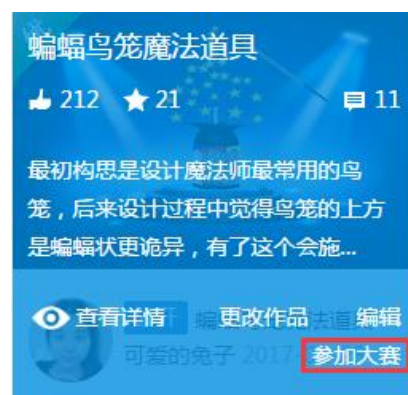 蝙蝠鸟笼魔法道具
212 21 11
最初构思是设计魔法师最常用的鸟
笼，后来设计过程中觉得鸟笼的上方
是蝙蝠状更诡异，有了这个会施...
查看详情 更改作品 编辑
可爱的兔子 2017 参加大赛